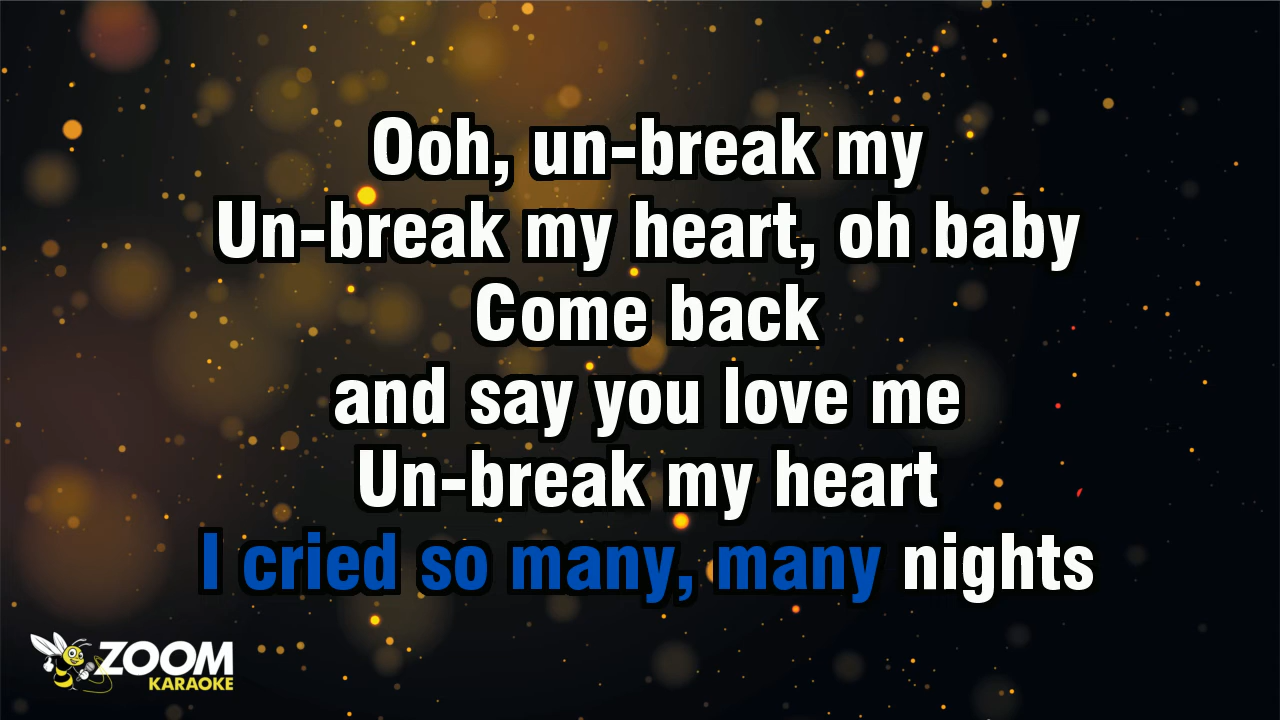 Ooh, un-break my
Un-break my heart, oh baby
Come back
and say you love me
Un-break my heart
I cried so many, many nights
ZOOM
KARAOKE